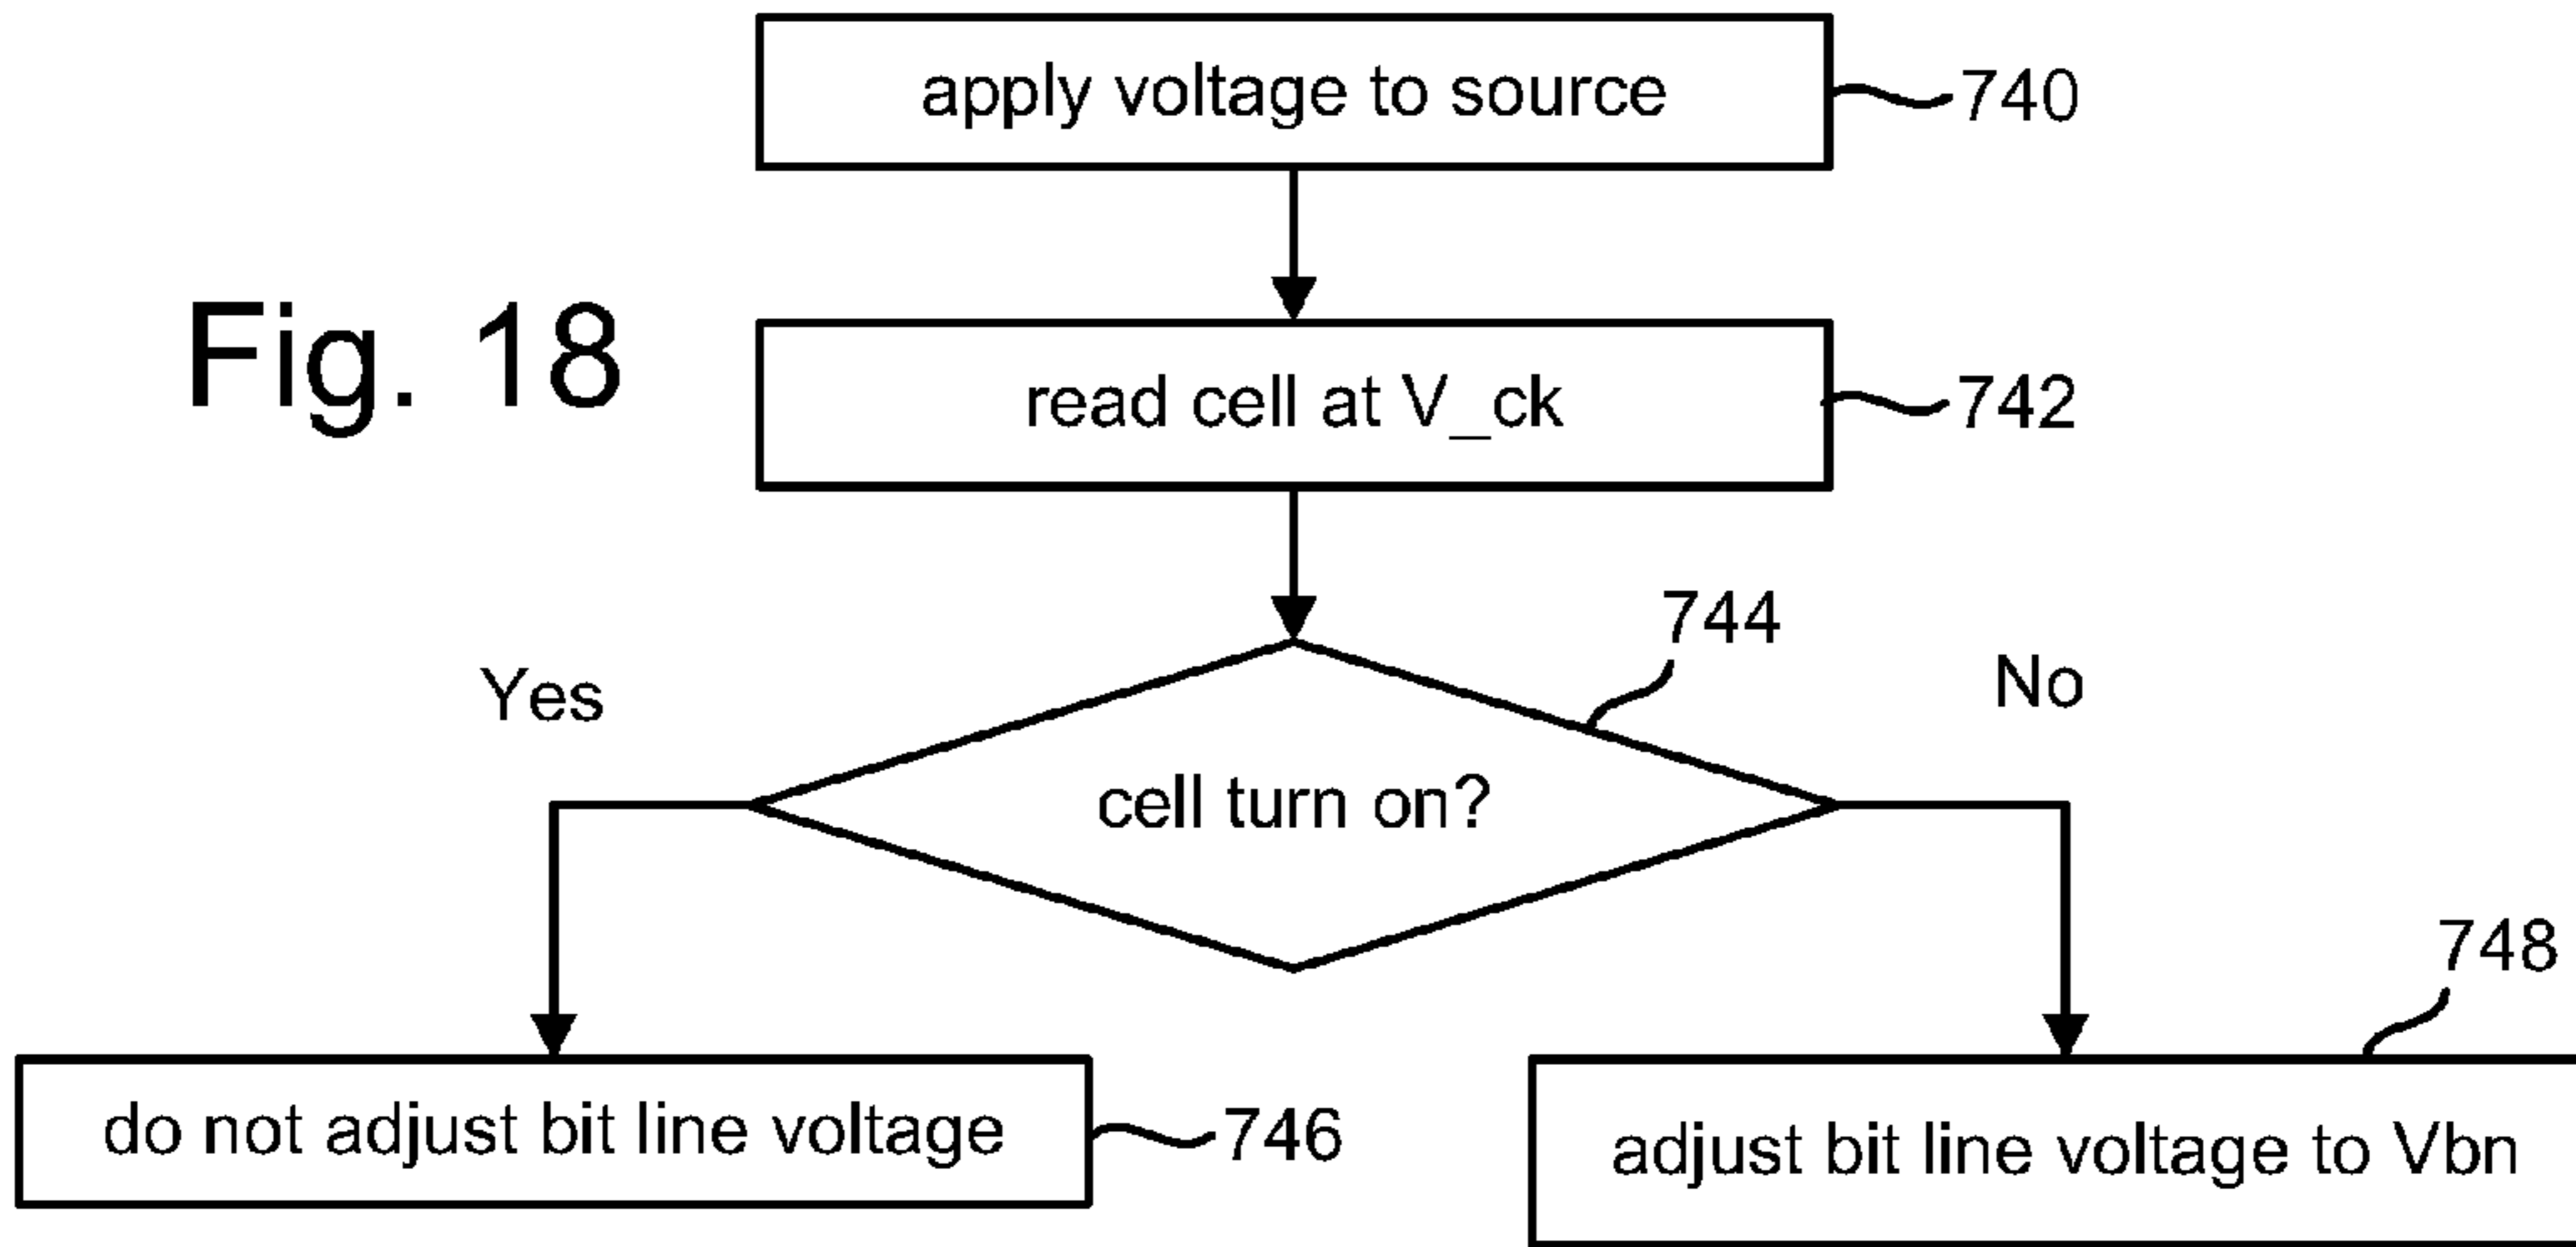 apply voltage to source
740
Fig. 18
read cell at V_ck
742
744
Yes
No
cell turn on?
748
do not adjust bit line voltage
746
adjust bit line voltage to Vbn